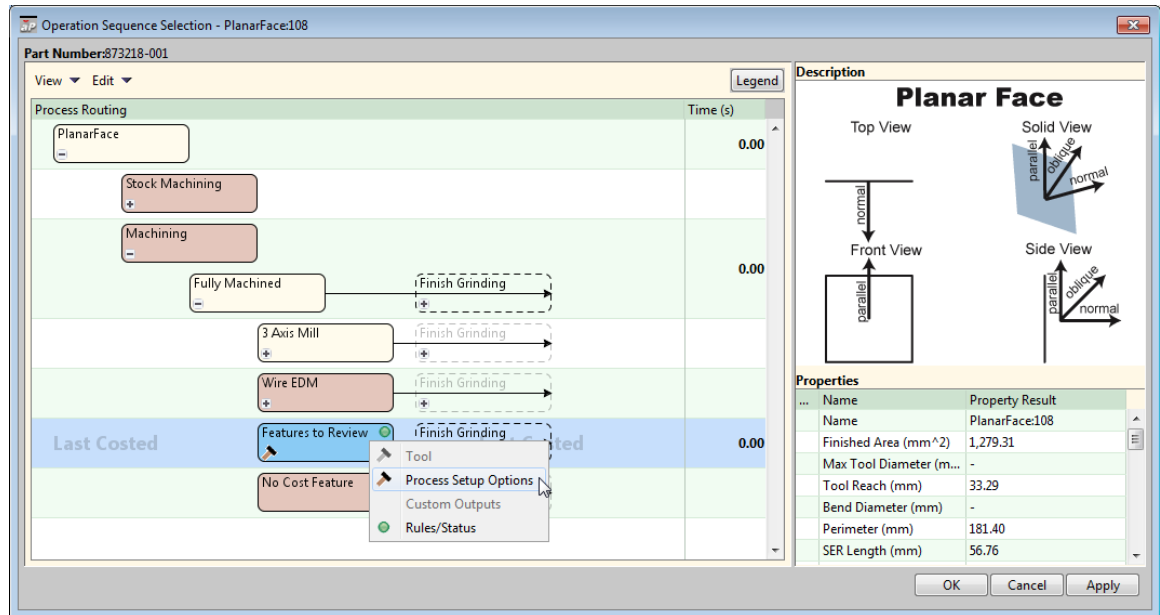 Operation Sequence Selection - PlanarFace:108
Part Number:873218-001
View Edit Legend
Process Routing Time (s)
PlanarFace
0.00
Stock Machining
Machining
0.00
Fully Machined Finish Grinding
3 Axis Mill Finish Grinding
Wire EDM Finish Grinding
Last Costed Features to Review Finish Grinding 0.00
No Cost Feature
Tool
Process Setup Options
Custom Outputs
Rules/Status
Description
Planar Face
Top View Solid View
normal
parallel oblique normal
Front View Side View
parallel
parallel oblique normal
Properties
... Name Property Result
Name PlanarFace:108
Finished Area (mm^2) 1,279.31
Max Tool Diameter (m... -
Tool Reach (mm) 33.29
Bend Diameter (mm) -
Perimeter (mm) 181.40
SER Length (mm) 56.76
OK Cancel Apply